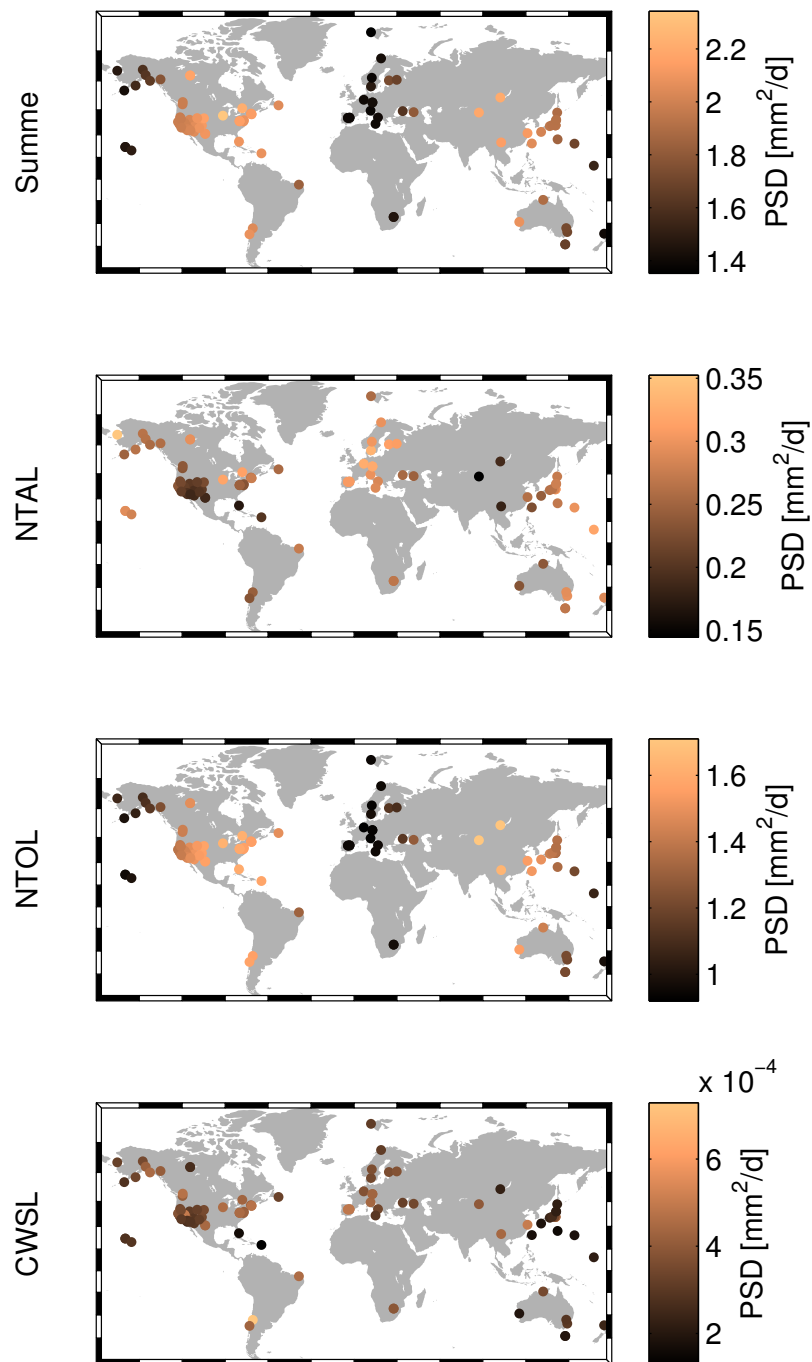 Summe
2.2
2
1.8
1.6
1.4
PSD [mm²/d]
NTAL
0.35
0.3
0.25
0.2
0.15
PSD [mm²/d]
NTOL
1.6
1.4
1.2
1
PSD [mm²/d]
CWSL
x 10⁻⁴
6
4
2
PSD [mm²/d]